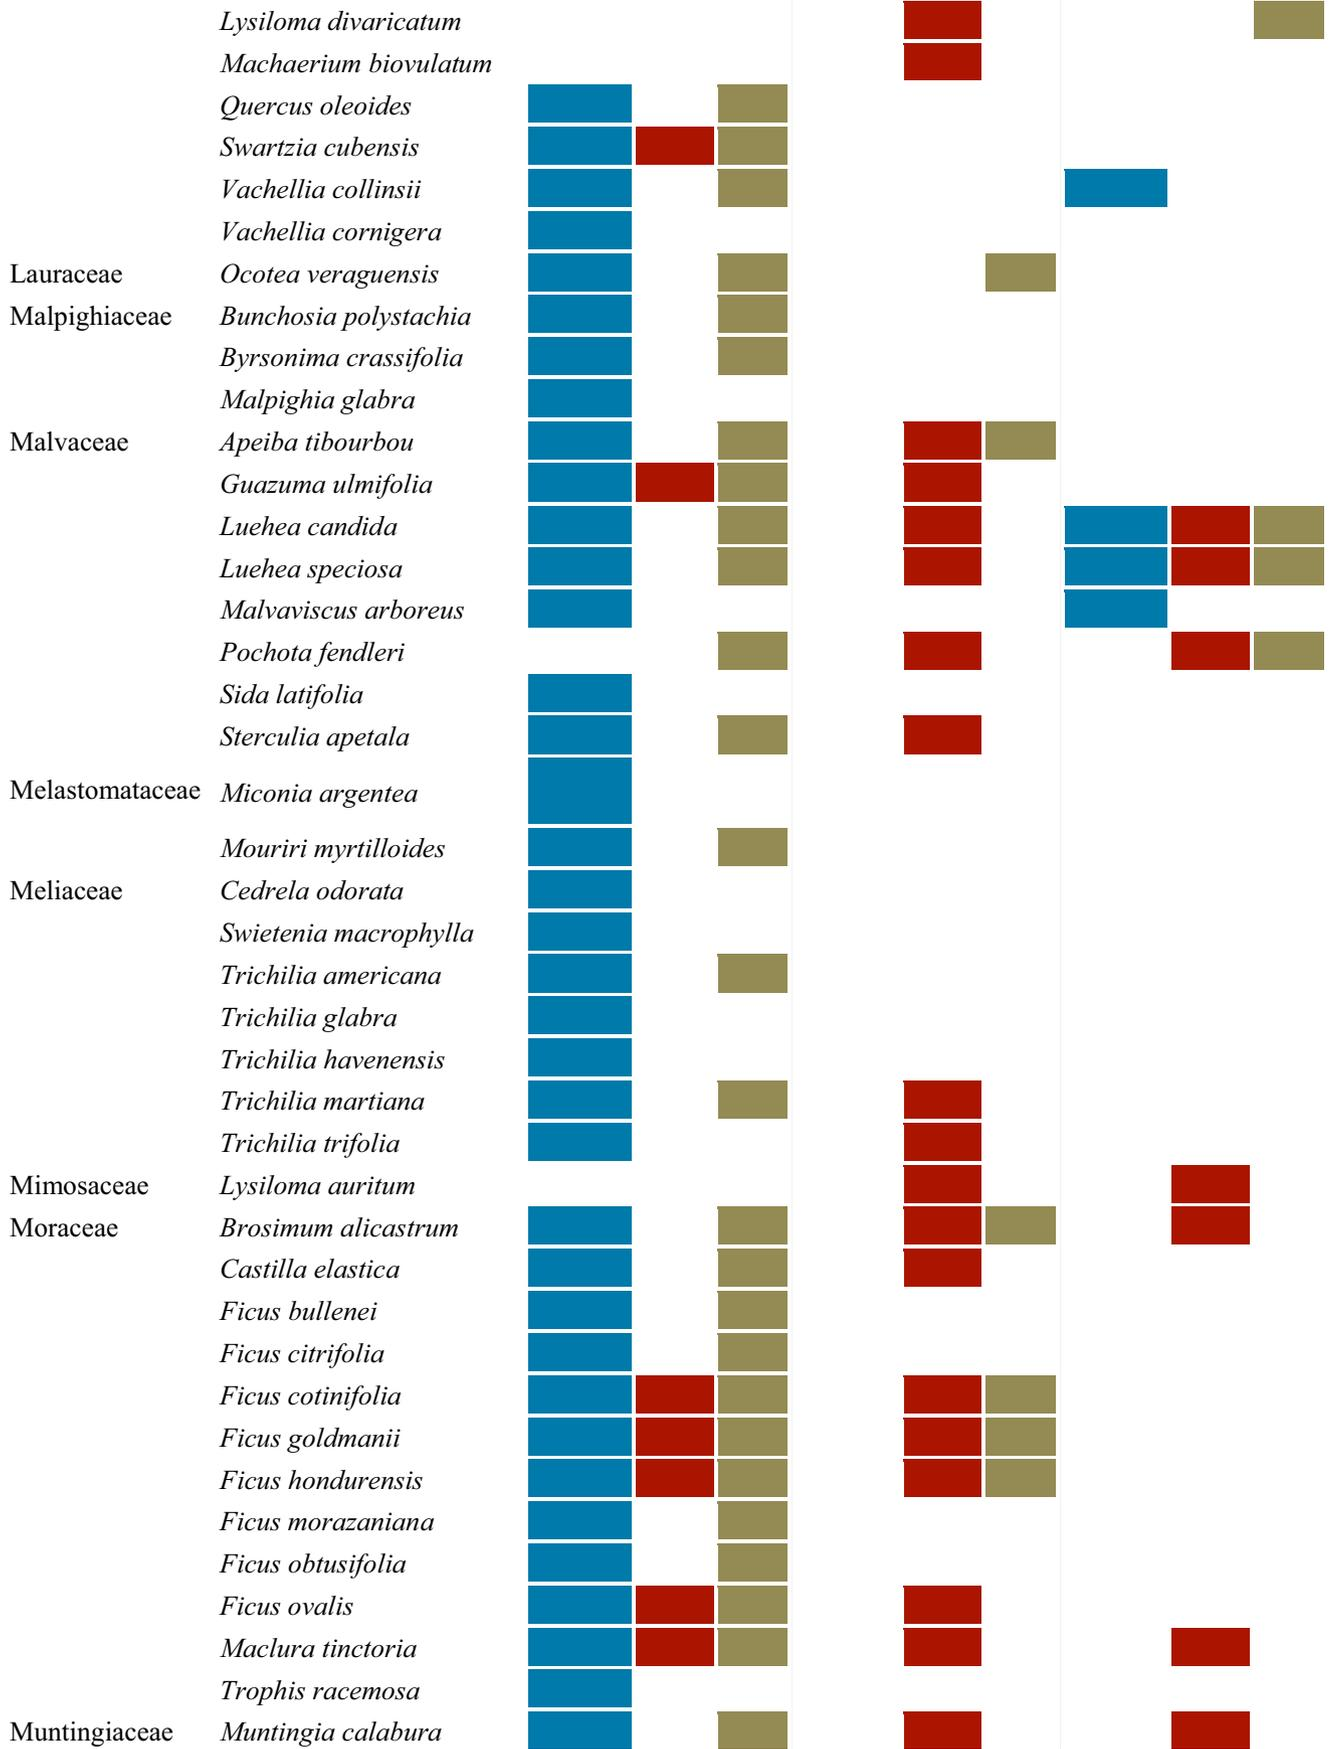 Lysiloma divaricatum
Machaerium biovulatum
Quercus oleoides
Swartzia cubensis
Vachellia collinsii
Vachellia cornigera
Lauraceae Ocotea veraguensis
Malpighiaceae Bunchosia polystachia
Byrsonima crassifolia
Malpighia glabra
Malvaceae Apeiba tibourbou
Guazuma ulmifolia
Luehea candida
Luehea speciosa
Malvaviscus arboreus
Pochota fendleri
Sida latifolia
Sterculia apetala
Melastomataceae Miconia argentea
Mouriri myrtilloides
Meliaceae Cedrela odorata
Swietenia macrophylla
Trichilia americana
Trichilia glabra
Trichilia havenensis
Trichilia martiana
Trichilia trifolia
Mimosaceae Lysiloma auritum
Moraceae Brosimum alicastrum
Castilla elastica
Ficus bullenei
Ficus citrifolia
Ficus cotinifolia
Ficus goldmanii
Ficus hondurensis
Ficus morazaniana
Ficus obtusifolia
Ficus ovalis
Maclura tinctoria
Trophis racemosa
Muntingiaceae Muntingia calabura